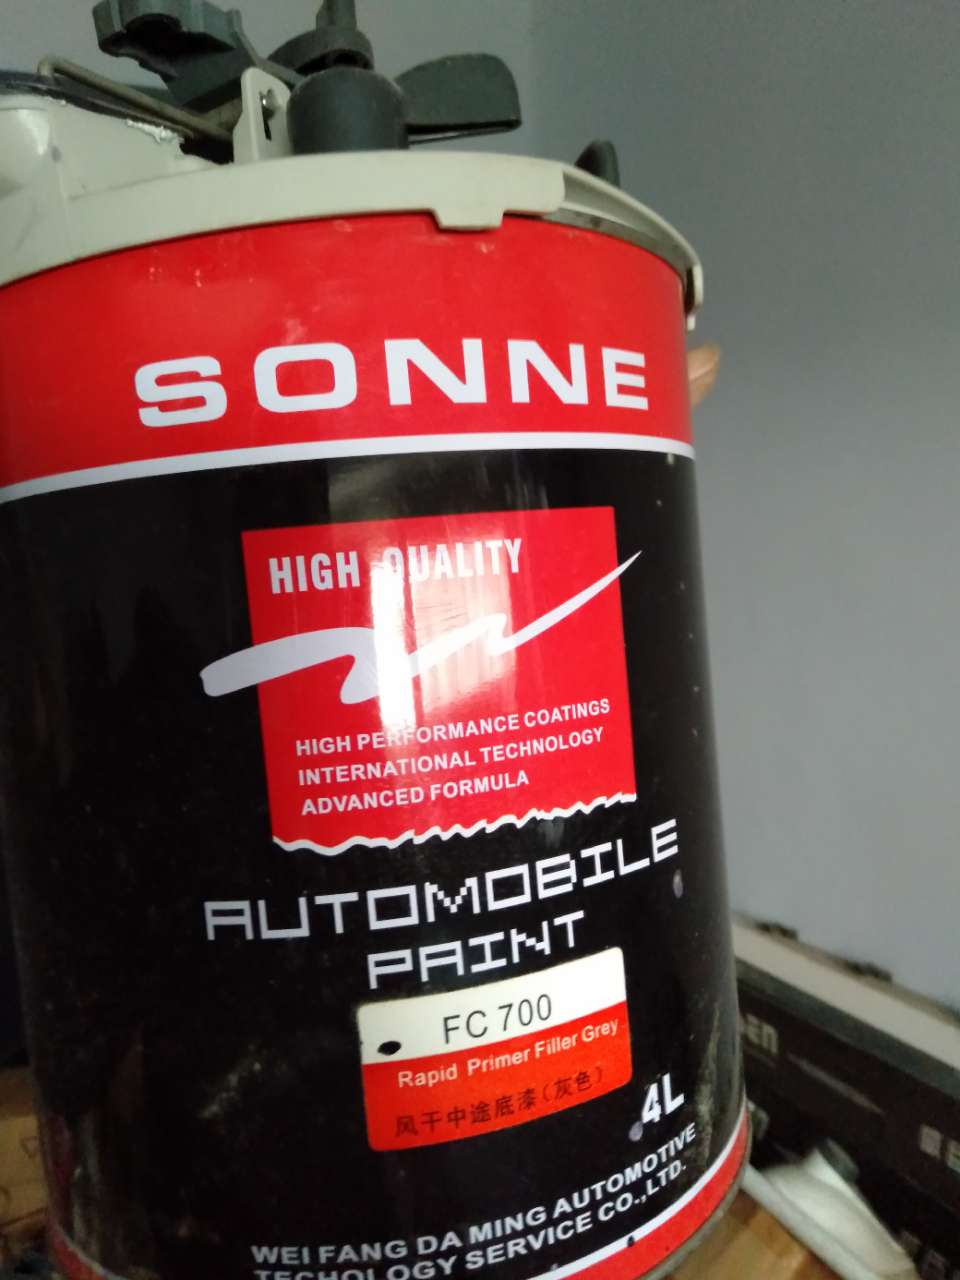 SONNE
HIGH QUALITY
HIGH PERFORMANCE COATINGS
INTERNATIONAL TECHNOLOGY
ADVANCED FORMULA
AUTOMOBILE
PAINT
FC 700
Rapid Primer Filler Grey
风干中途底漆(灰色)
4L
WEI FANG DA MING AUTOMOTIVE
TECHOLOGY SERVICE CO.,LTD.